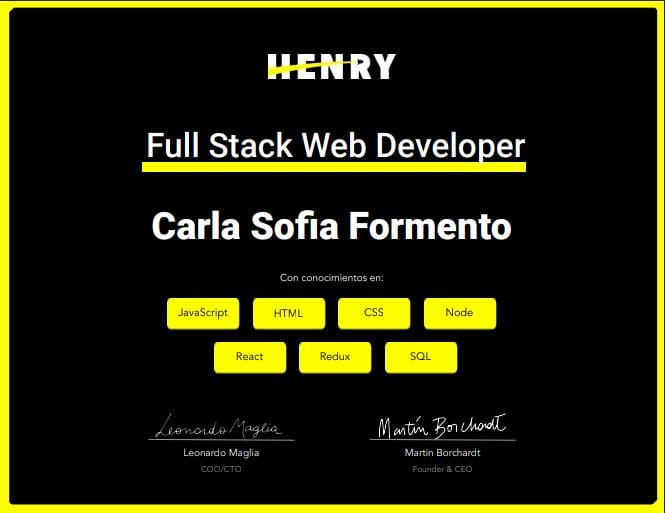 HENRY
Full Stack Web Developer
Carla Sofia Formento
Con conocimientos en:
JavaScript HTML CSS Node
React Redux SQL
Leonardo Maglia Martín Borchardt
Leonardo Maglia Martín Borchardt
COO/CTO Founder & CEO